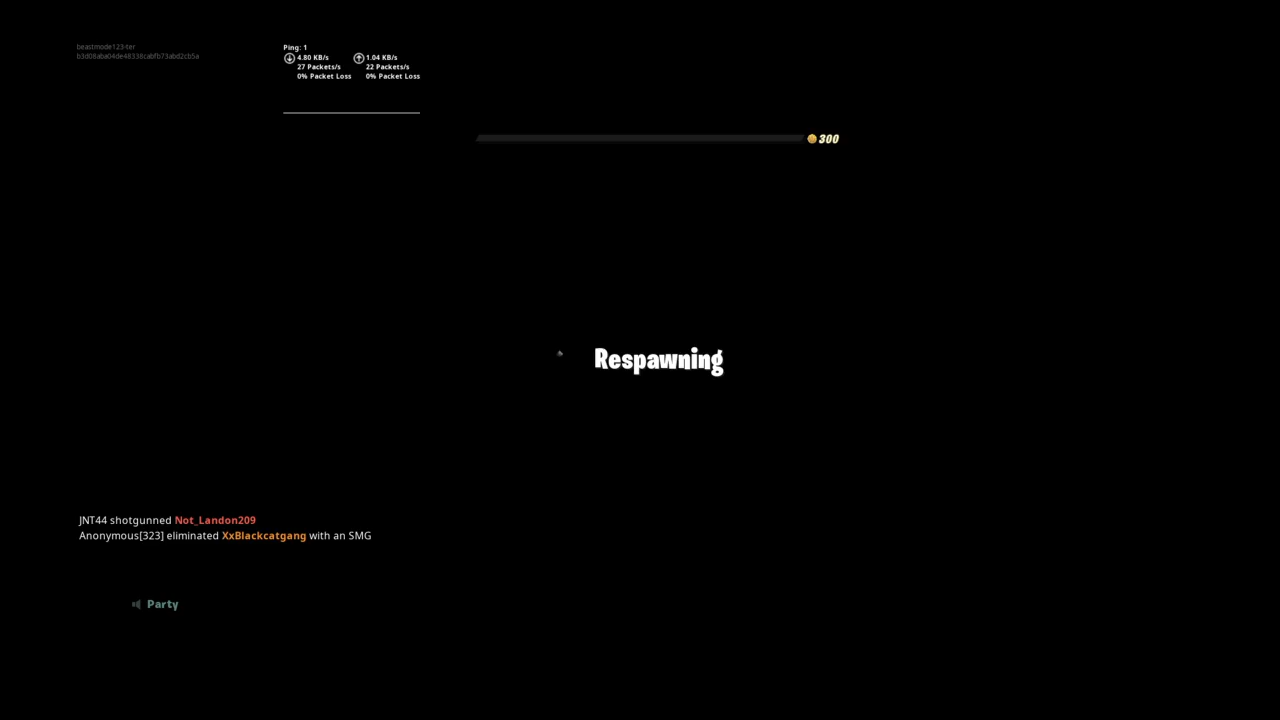 beastmode123-ter
b3d08aba04de48338cabfb73abd2cb5a
Ping: 1
4.80 KB/s 1.04 KB/s
27 Packets/s 22 Packets/s
0% Packet Loss 0% Packet Loss
300
Respawning
JNT44 shotgunned Not_Landon209
Anonymous[323] eliminated XxBlackcatgang with an SMG
Party